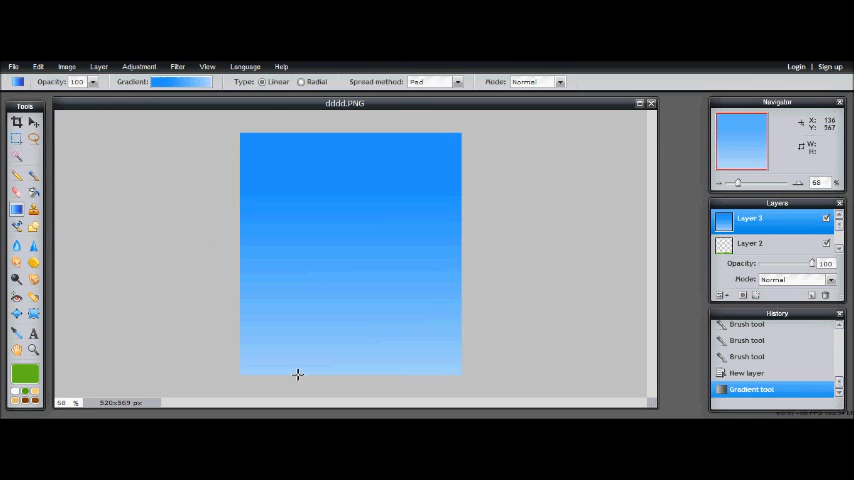 File Edit Image Layer Adjustment Filter View Language Help Login | Sign up
Opacity: 100 Gradient: Type: Linear Radial Spread method: Pad Mode: Normal
Tools
dddd.PNG
Navigator
X: 136
Y: 567
W:
H:
68 %
Layers
Layer 3
Layer 2
Opacity: 100
Mode: Normal
History
Brush tool
Brush tool
Brush tool
New layer
Gradient tool
68 % 520x569 px